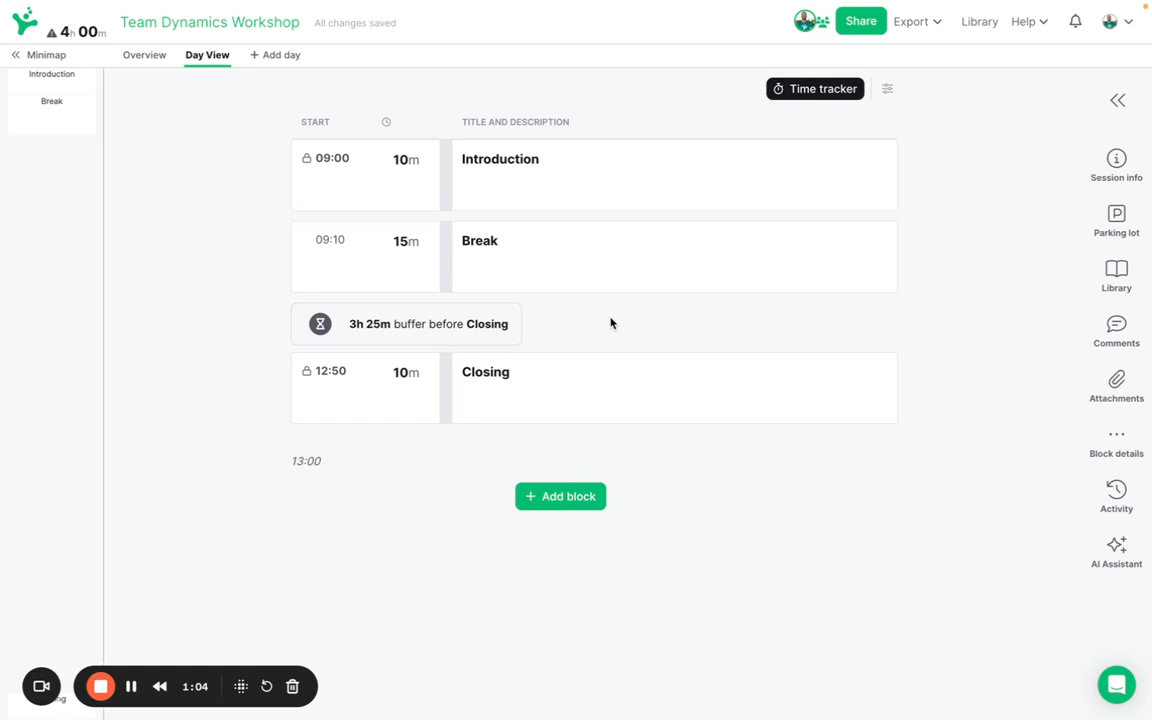 4h 00m
Team Dynamics Workshop
All changes saved
Share
Export
Library
Help
Minimap
Overview
Day View
+ Add day
Introduction
Break
Time tracker
START
TITLE AND DESCRIPTION
09:00
10m
Introduction
09:10
15m
Break
3h 25m buffer before Closing
12:50
10m
Closing
13:00
+ Add block
Session info
P
Parking lot
Library
Comments
Attachments
Block details
Activity
AI Assistant
1:04